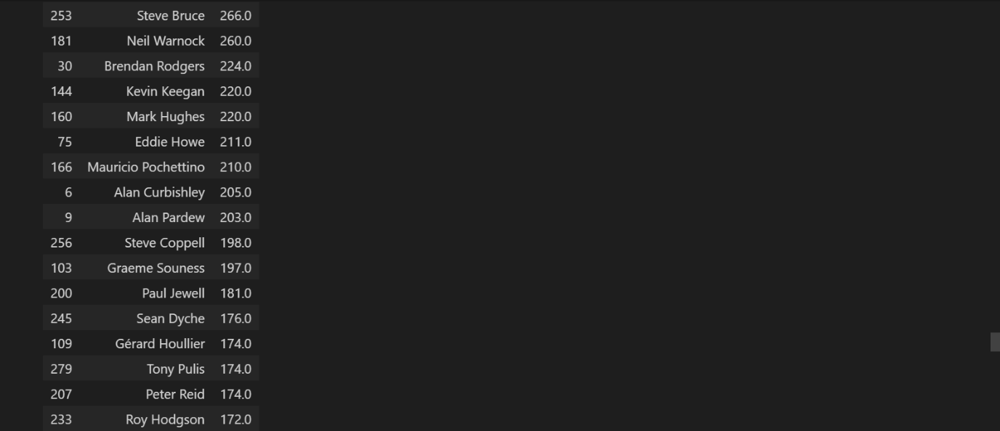 253 Steve Bruce 266.0
181 Neil Warnock 260.0
30 Brendan Rodgers 224.0
144 Kevin Keegan 220.0
160 Mark Hughes 220.0
75 Eddie Howe 211.0
166 Mauricio Pochettino 210.0
6 Alan Curbishley 205.0
9 Alan Pardew 203.0
256 Steve Coppell 198.0
103 Graeme Souness 197.0
200 Paul Jewell 181.0
245 Sean Dyche 176.0
109 Gérard Houllier 174.0
279 Tony Pulis 174.0
207 Peter Reid 174.0
233 Roy Hodgson 172.0